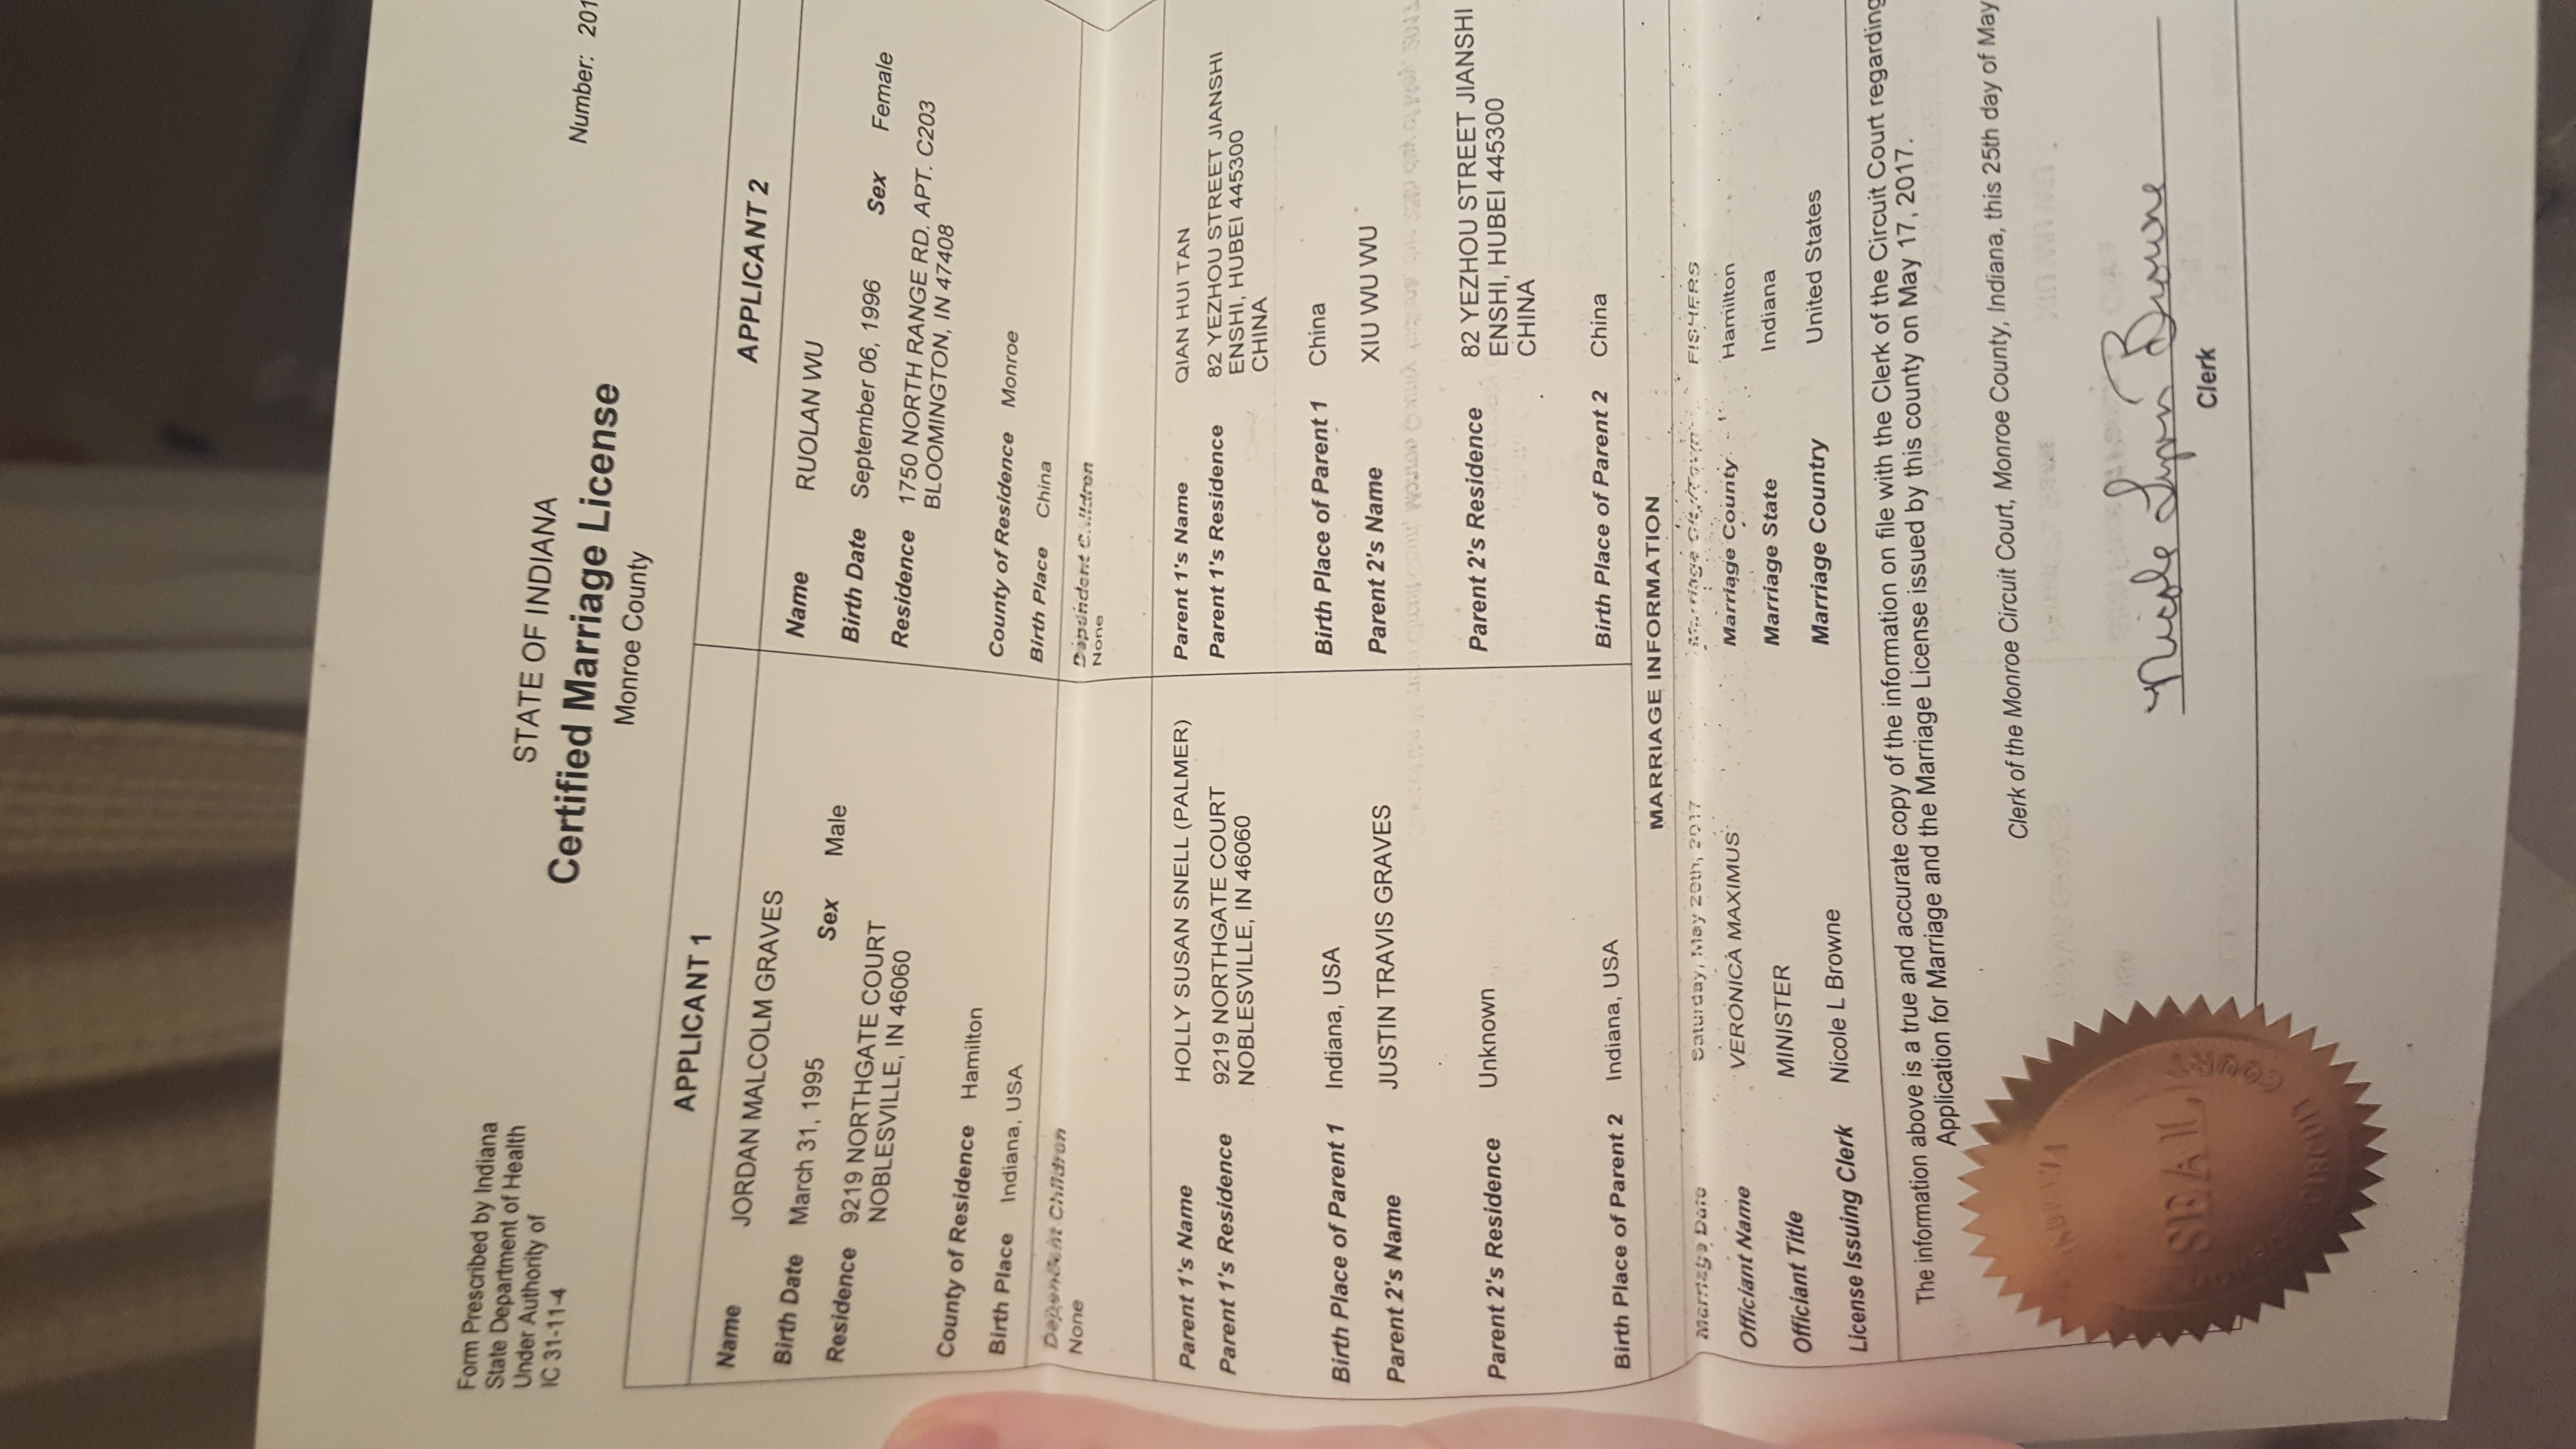 Form Prescribed by Indiana
State Department of Health
Under Authority of
IC 31-11-4
STATE OF INDIANA
Certified Marriage License
Monroe County
Number: 201
APPLICANT 1
Name JORDAN MALCOLM GRAVES
Birth Date March 31, 1995 Sex Male
Residence 9219 NORTHGATE COURT
NOBLESVILLE, IN 46060
County of Residence Hamilton
Birth Place Indiana, USA
Dependent Children
None
Parent 1's Name HOLLY SUSAN SNELL (PALMER)
Parent 1's Residence 9219 NORTHGATE COURT
NOBLESVILLE, IN 46060
Birth Place of Parent 1 Indiana, USA
Parent 2's Name JUSTIN TRAVIS GRAVES
Parent 2's Residence Unknown
Birth Place of Parent 2 Indiana, USA
APPLICANT 2
Name RUOLAN WU
Birth Date September 06, 1996 Sex Female
Residence 1750 NORTH RANGE RD. APT. C203
BLOOMINGTON, IN 47408
County of Residence Monroe
Birth Place China
Dependent Children
None
Parent 1's Name QIAN HUI TAN
Parent 1's Residence 82 YEZHOU STREET JIANSHI
ENSHI, HUBEI 445300
CHINA
Birth Place of Parent 1 China
Parent 2's Name XIU WU WU
Parent 2's Residence 82 YEZHOU STREET JIANSHI
ENSHI, HUBEI 445300
CHINA
Birth Place of Parent 2 China
MARRIAGE INFORMATION
Marriage Date Saturday, May 20th, 2017 Marriage City/Town FISHERS
Officiant Name VERONICA MAXIMUS Marriage County Hamilton
Officiant Title MINISTER Marriage State Indiana
License Issuing Clerk Nicole L Browne Marriage Country United States
The information above is a true and accurate copy of the information on file with the Clerk of the Circuit Court regarding
Application for Marriage and the Marriage License issued by this county on May 17, 2017.
Clerk of the Monroe Circuit Court, Monroe County, Indiana, this 25th day of May
Nicole Lynn Browne
Clerk
SEAL
CIRCUIT COURT